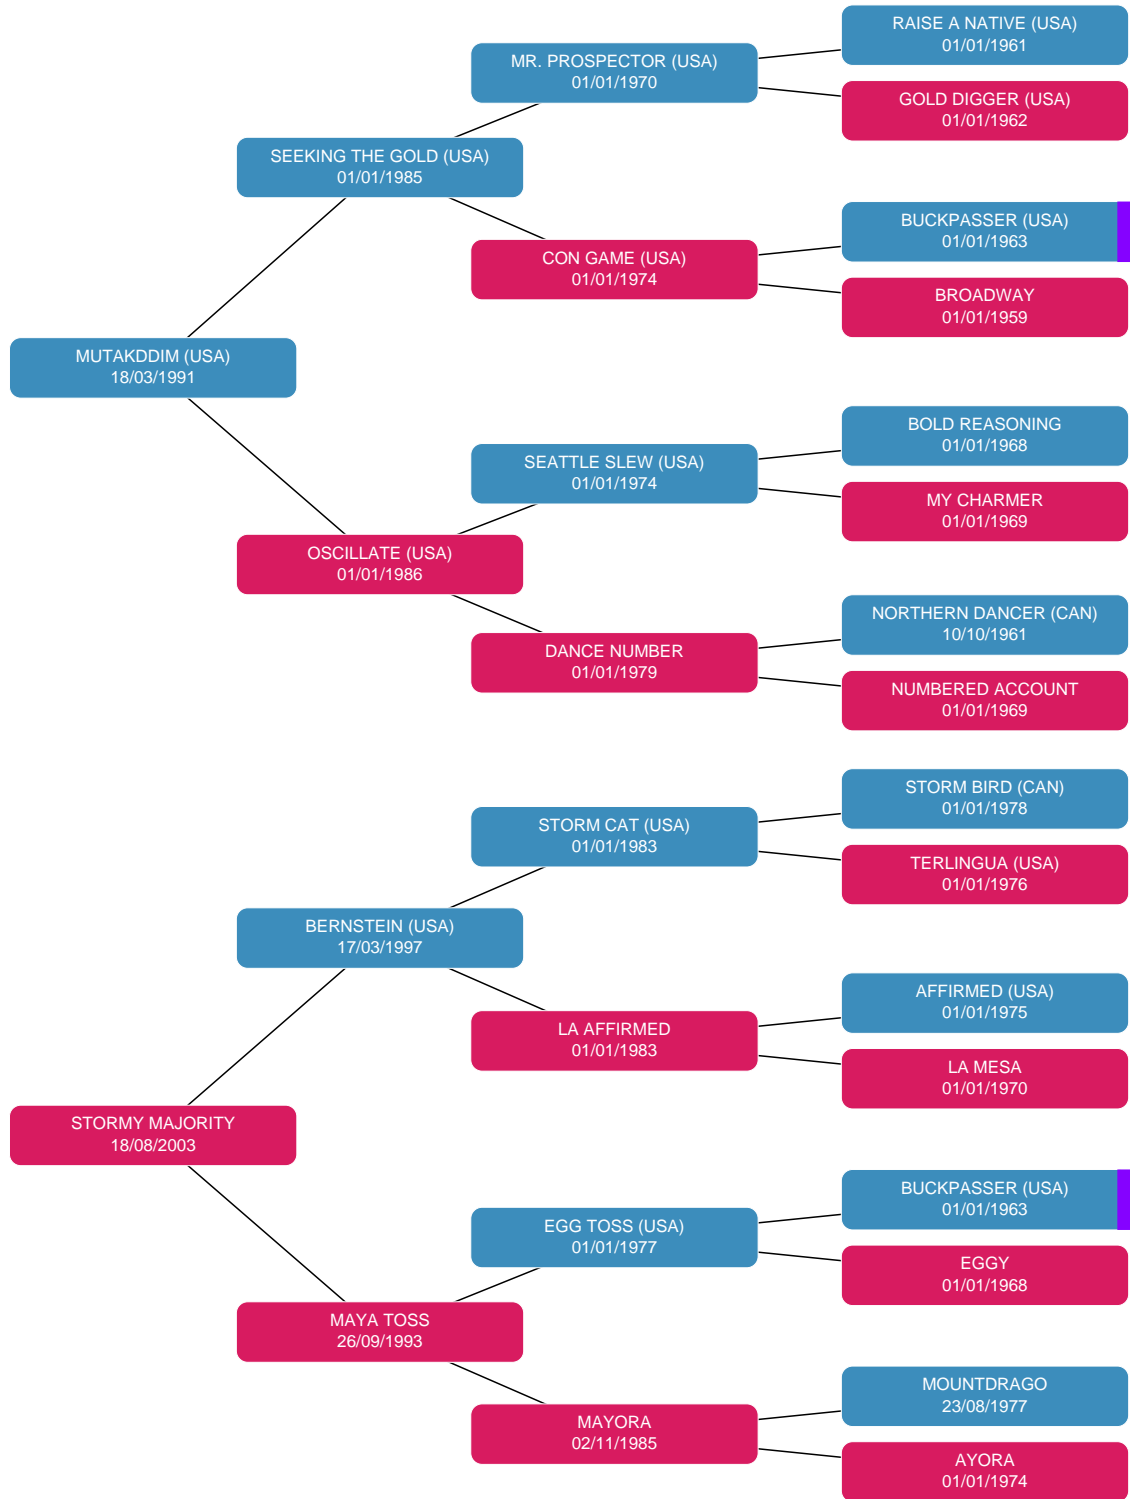 RAISE A NATIVE (USA)
01/01/1961
MR. PROSPECTOR (USA)
01/01/1970
GOLD DIGGER (USA)
01/01/1962
SEEKING THE GOLD (USA)
01/01/1985
BUCKPASSER (USA)
01/01/1963
CON GAME (USA)
01/01/1974
BROADWAY
01/01/1959
MUTAKDDIM (USA)
18/03/1991
BOLD REASONING
01/01/1968
SEATTLE SLEW (USA)
01/01/1974
MY CHARMER
01/01/1969
OSCILLATE (USA)
01/01/1986
NORTHERN DANCER (CAN)
10/10/1961
DANCE NUMBER
01/01/1979
NUMBERED ACCOUNT
01/01/1969
STORM BIRD (CAN)
01/01/1978
STORM CAT (USA)
01/01/1983
TERLINGUA (USA)
01/01/1976
BERNSTEIN (USA)
17/03/1997
AFFIRMED (USA)
01/01/1975
LA AFFIRMED
01/01/1983
LA MESA
01/01/1970
STORMY MAJORITY
18/08/2003
BUCKPASSER (USA)
01/01/1963
EGG TOSS (USA)
01/01/1977
EGGY
01/01/1968
MAYA TOSS
26/09/1993
MOUNTDRAGO
23/08/1977
MAYORA
02/11/1985
AYORA
01/01/1974